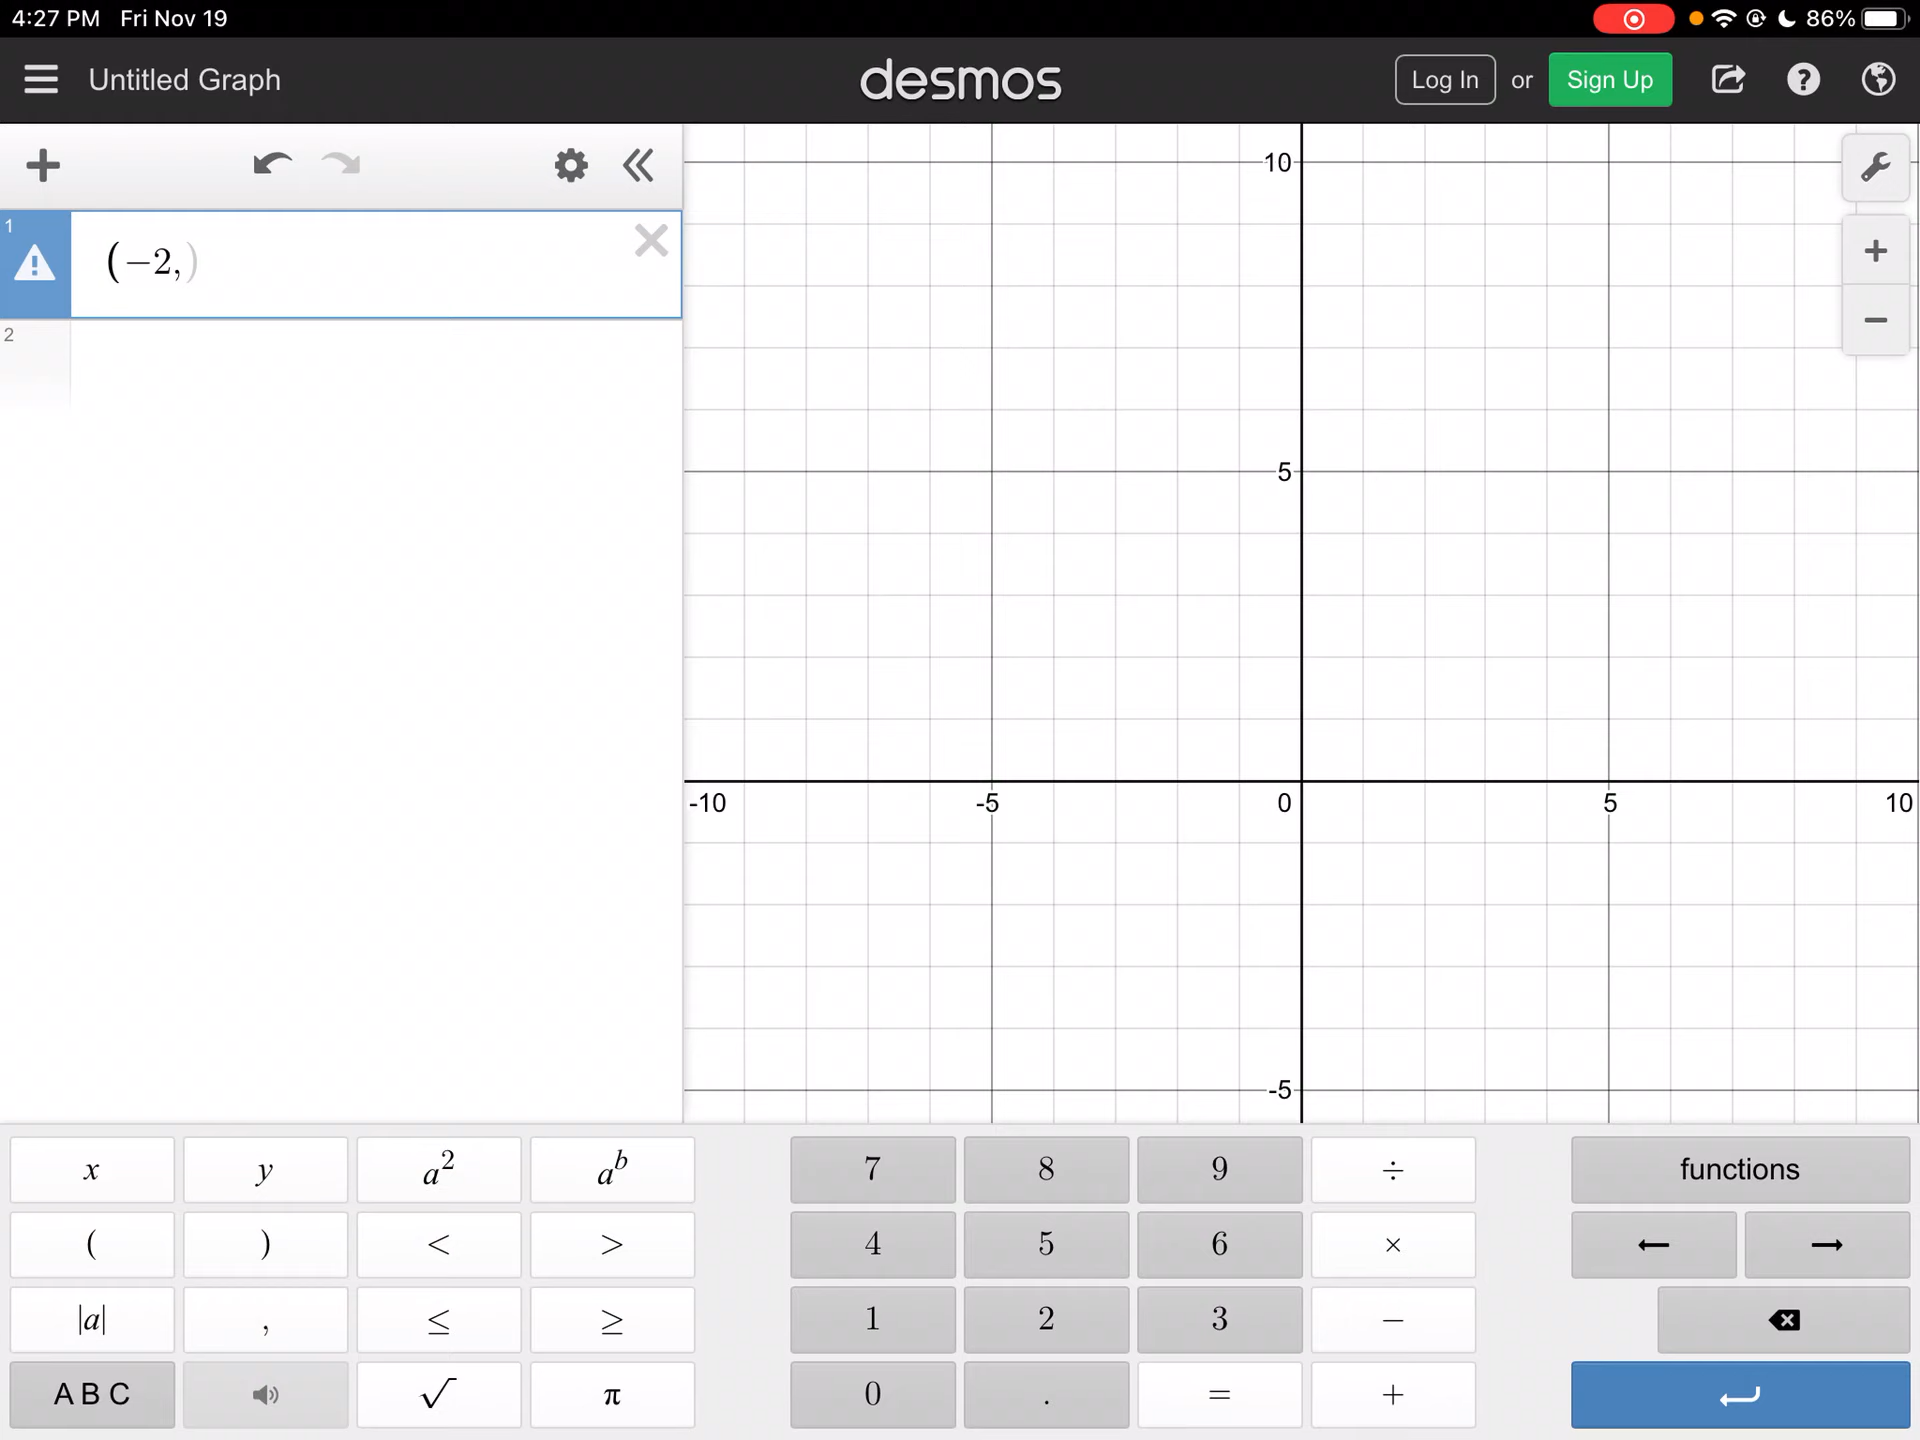 4:27 PM Fri Nov 19 86%
Untitled Graph desmos Log In or Sign Up
1
(−2,)
2
10
5
-10 -5 0 5 10
-5
x y a² aᵇ 7 8 9 ÷ functions
( ) < > 4 5 6 × ← →
|a| , ≤ ≥ 1 2 3 −
A B C √ π 0 . = +